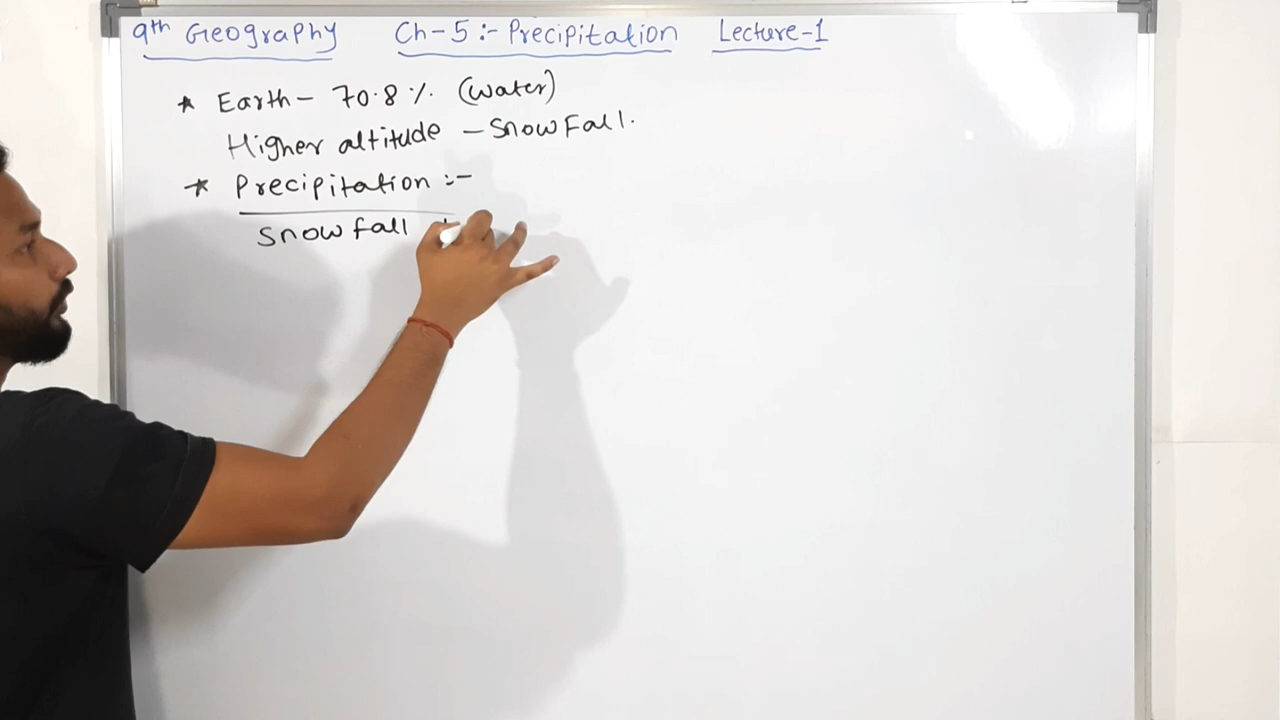 9th Geography Ch-5:- Precipitation Lecture-1
* Earth - 70.8 % (water)
Higher altitude - Snow Fall.
* Precipitation :-
Snow fall